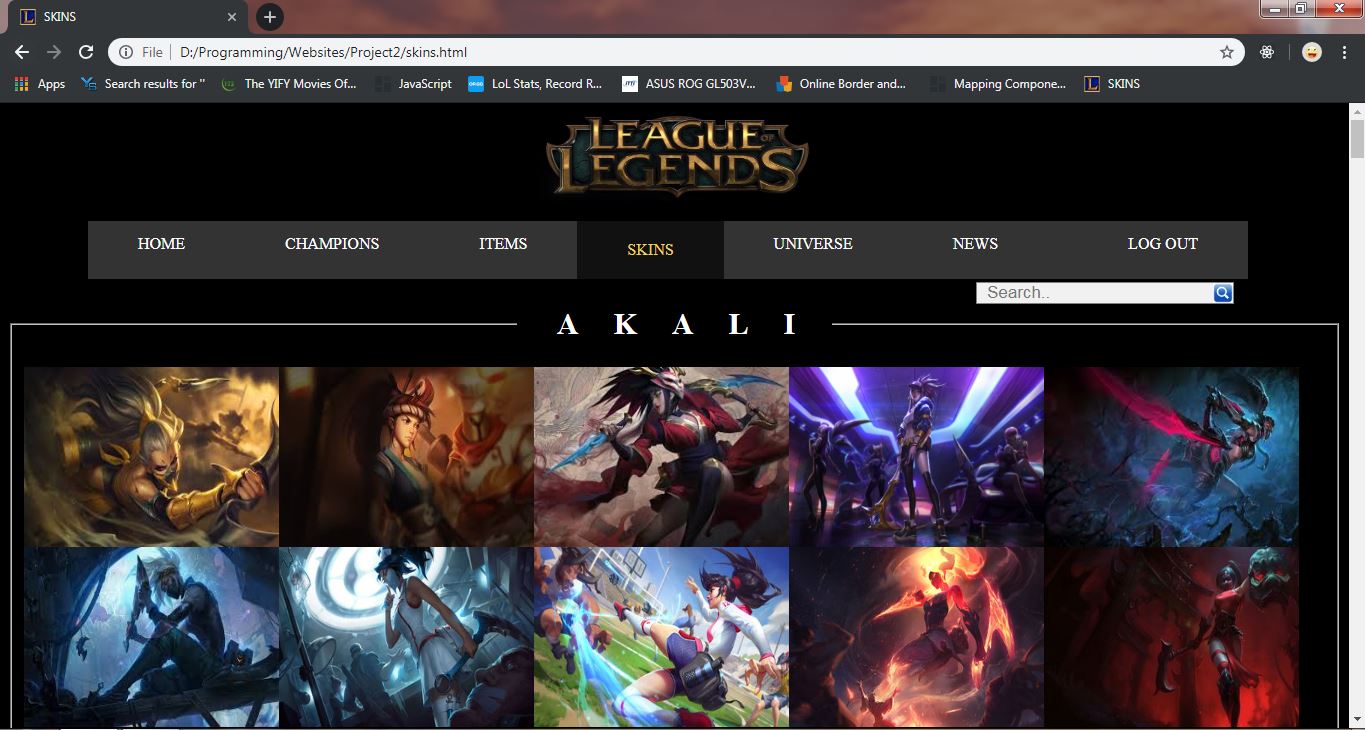 SKINS
File D:/Programming/Websites/Project2/skins.html
Apps Search results for '' The YIFY Movies Of... JavaScript LoL Stats, Record R... ASUS ROG GL503V... Online Border and... Mapping Compone... SKINS
LEAGUE OF
LEGENDS
HOME CHAMPIONS ITEMS SKINS UNIVERSE NEWS LOG OUT
Search..
A K A L I